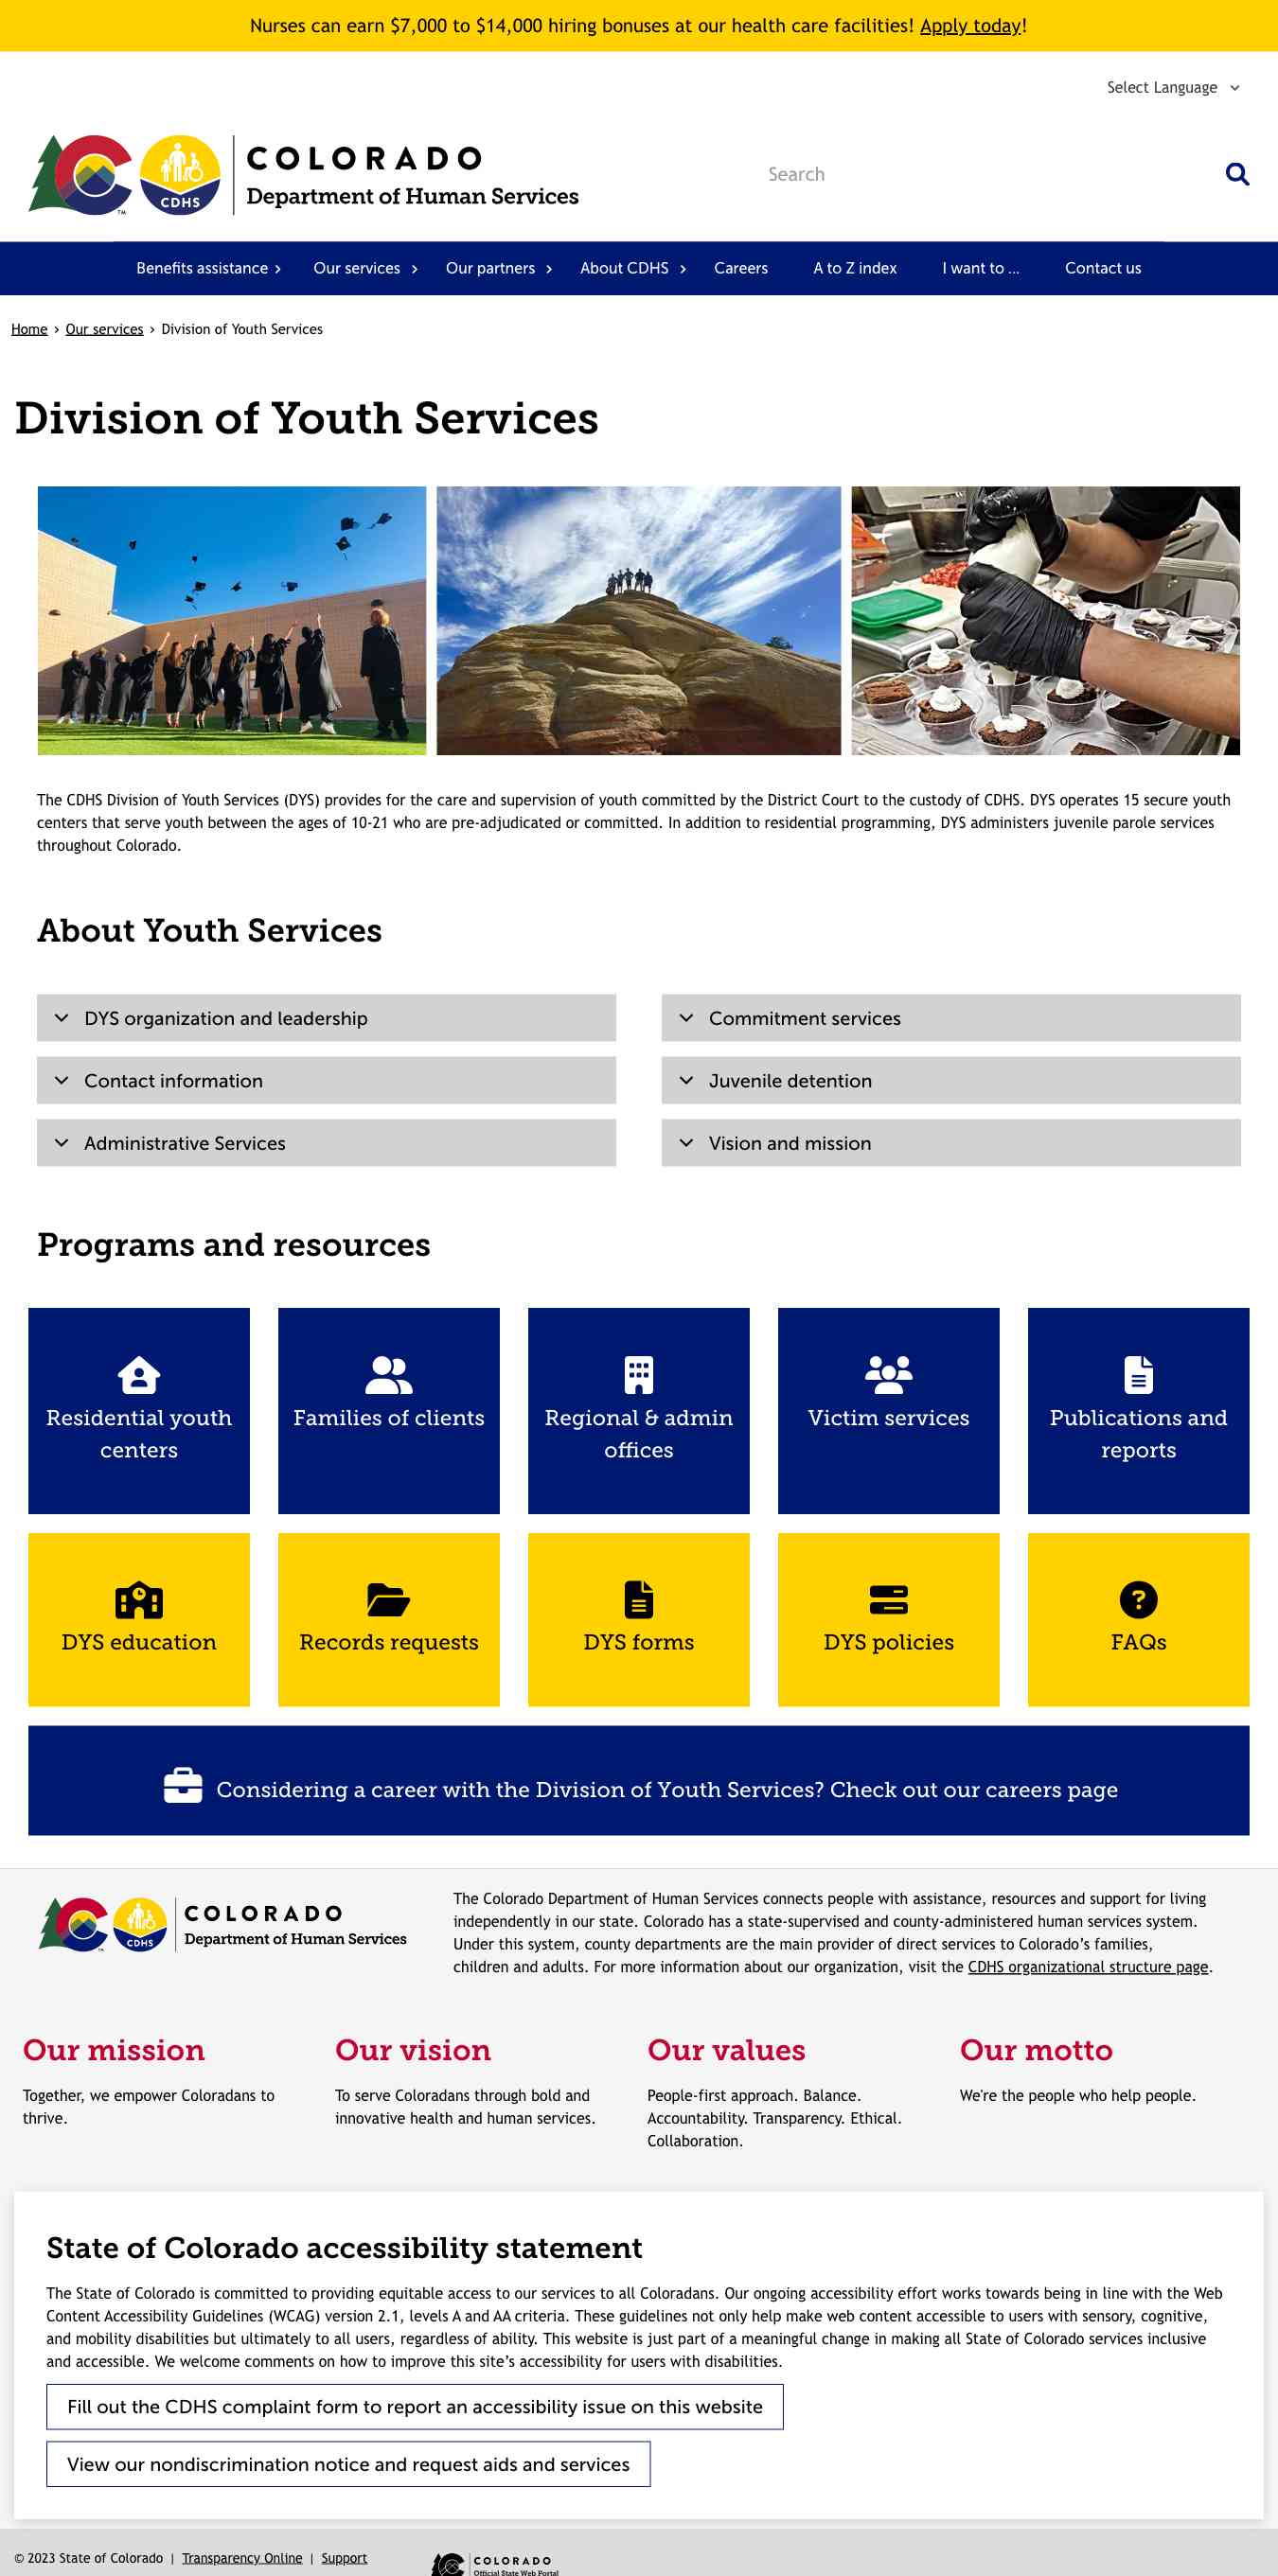 Nurses can earn $7,000 to $14,000 hiring bonuses at our health care facilities! Apply today!
Select Language
CDHS
TM
COLORADO
Department of Human Services
Search
Benefits assistance
Our services
Our partners
About CDHS
Careers
A to Z index
I want to ...
Contact us
Home › Our services › Division of Youth Services
Division of Youth Services
The CDHS Division of Youth Services (DYS) provides for the care and supervision of youth committed by the District Court to the custody of CDHS. DYS operates 15 secure youth
centers that serve youth between the ages of 10-21 who are pre-adjudicated or committed. In addition to residential programming, DYS administers juvenile parole services
throughout Colorado.
About Youth Services
DYS organization and leadership
Contact information
Administrative Services
Commitment services
Juvenile detention
Vision and mission
Programs and resources
Residential youth
centers
Families of clients
Regional & admin
offices
Victim services
Publications and
reports
DYS education
Records requests
DYS forms
DYS policies
FAQs
Considering a career with the Division of Youth Services? Check out our careers page
CDHS
COLORADO
Department of Human Services
The Colorado Department of Human Services connects people with assistance, resources and support for living
independently in our state. Colorado has a state-supervised and county-administered human services system.
Under this system, county departments are the main provider of direct services to Colorado's families,
children and adults. For more information about our organization, visit the CDHS organizational structure page.
Our mission
Together, we empower Coloradans to
thrive.
Our vision
To serve Coloradans through bold and
innovative health and human services.
Our values
People-first approach. Balance.
Accountability. Transparency. Ethical.
Collaboration.
Our motto
We're the people who help people.
State of Colorado accessibility statement
The State of Colorado is committed to providing equitable access to our services to all Coloradans. Our ongoing accessibility effort works towards being in line with the Web
Content Accessibility Guidelines (WCAG) version 2.1, levels A and AA criteria. These guidelines not only help make web content accessible to users with sensory, cognitive,
and mobility disabilities but ultimately to all users, regardless of ability. This website is just part of a meaningful change in making all State of Colorado services inclusive
and accessible. We welcome comments on how to improve this site's accessibility for users with disabilities.
Fill out the CDHS complaint form to report an accessibility issue on this website
View our nondiscrimination notice and request aids and services
© 2023 State of Colorado | Transparency Online | Support
COLORADO
Official State Web Portal